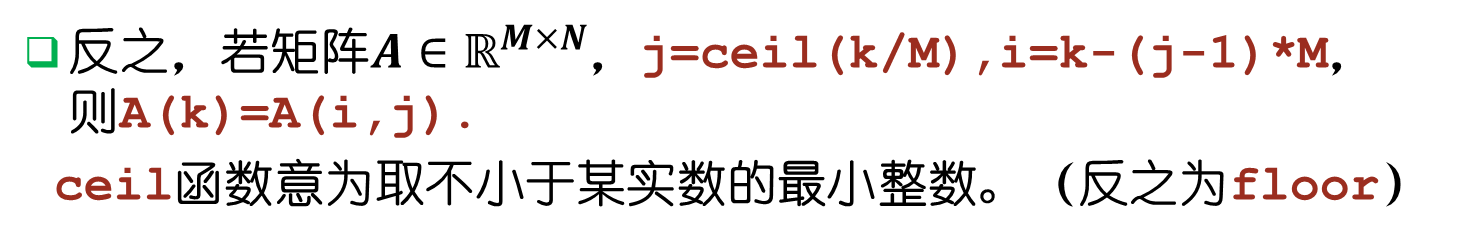 反之，若矩阵A ∈ ℝ^{M×N}，j=ceil(k/M),i=k-(j-1)*M，
则A(k)=A(i,j).
ceil函数意为取不小于某实数的最小整数。（反之为floor）